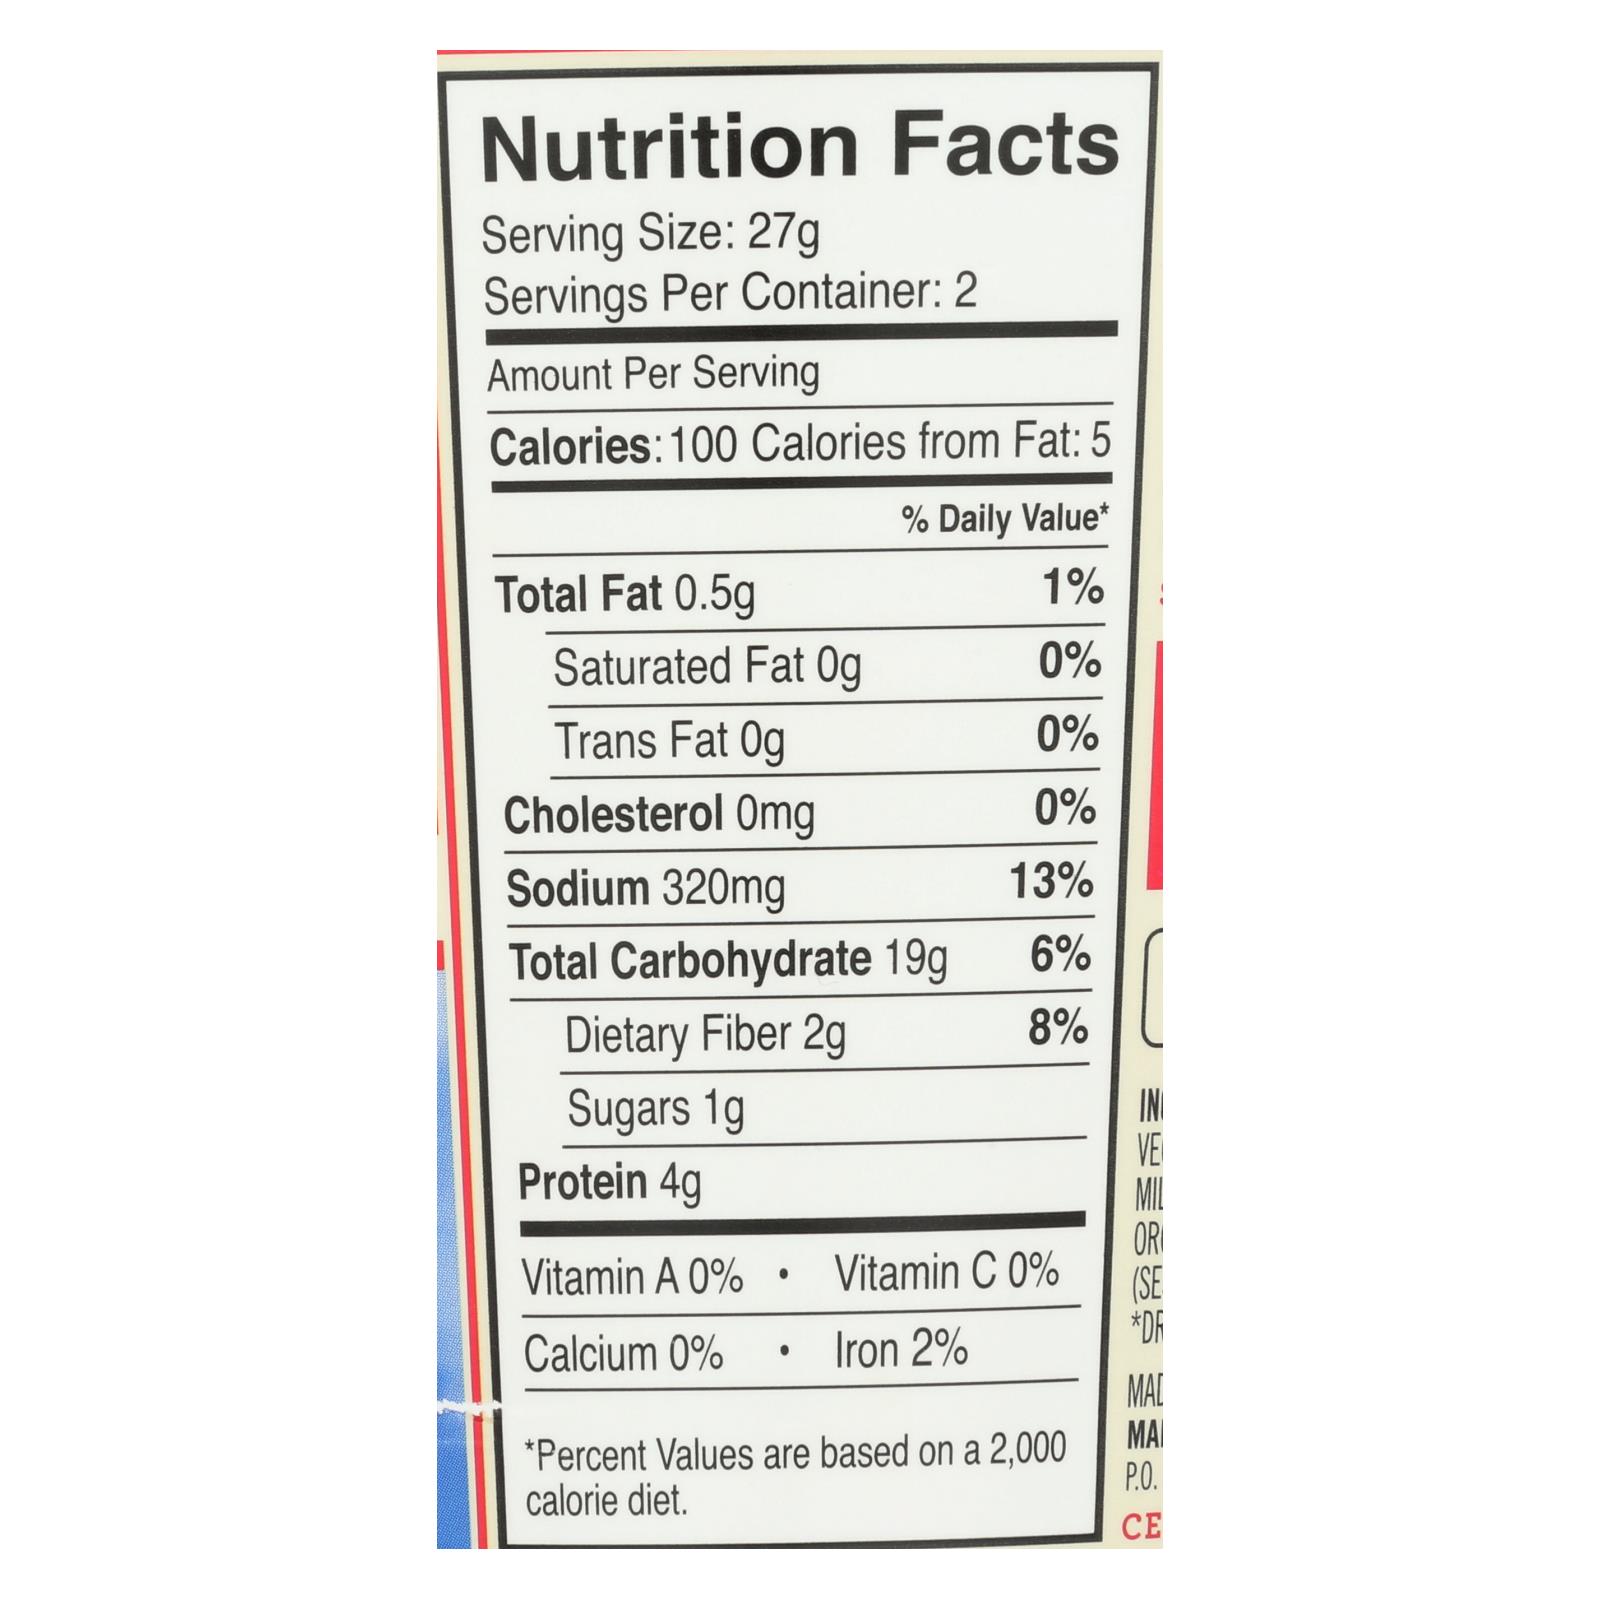 Nutrition Facts
Serving Size: 27g
Servings Per Container: 2
Amount Per Serving
Calories: 100 Calories from Fat: 5
% Daily Value*
Total Fat 0.5g 1%
Saturated Fat 0g 0%
Trans Fat 0g 0%
Cholesterol 0mg 0%
Sodium 320mg 13%
Total Carbohydrate 19g 6%
Dietary Fiber 2g 8%
Sugars 1g
Protein 4g
Vitamin A 0% • Vitamin C 0%
Calcium 0% • Iron 2%
*Percent Values are based on a 2,000
calorie diet.
P.O.